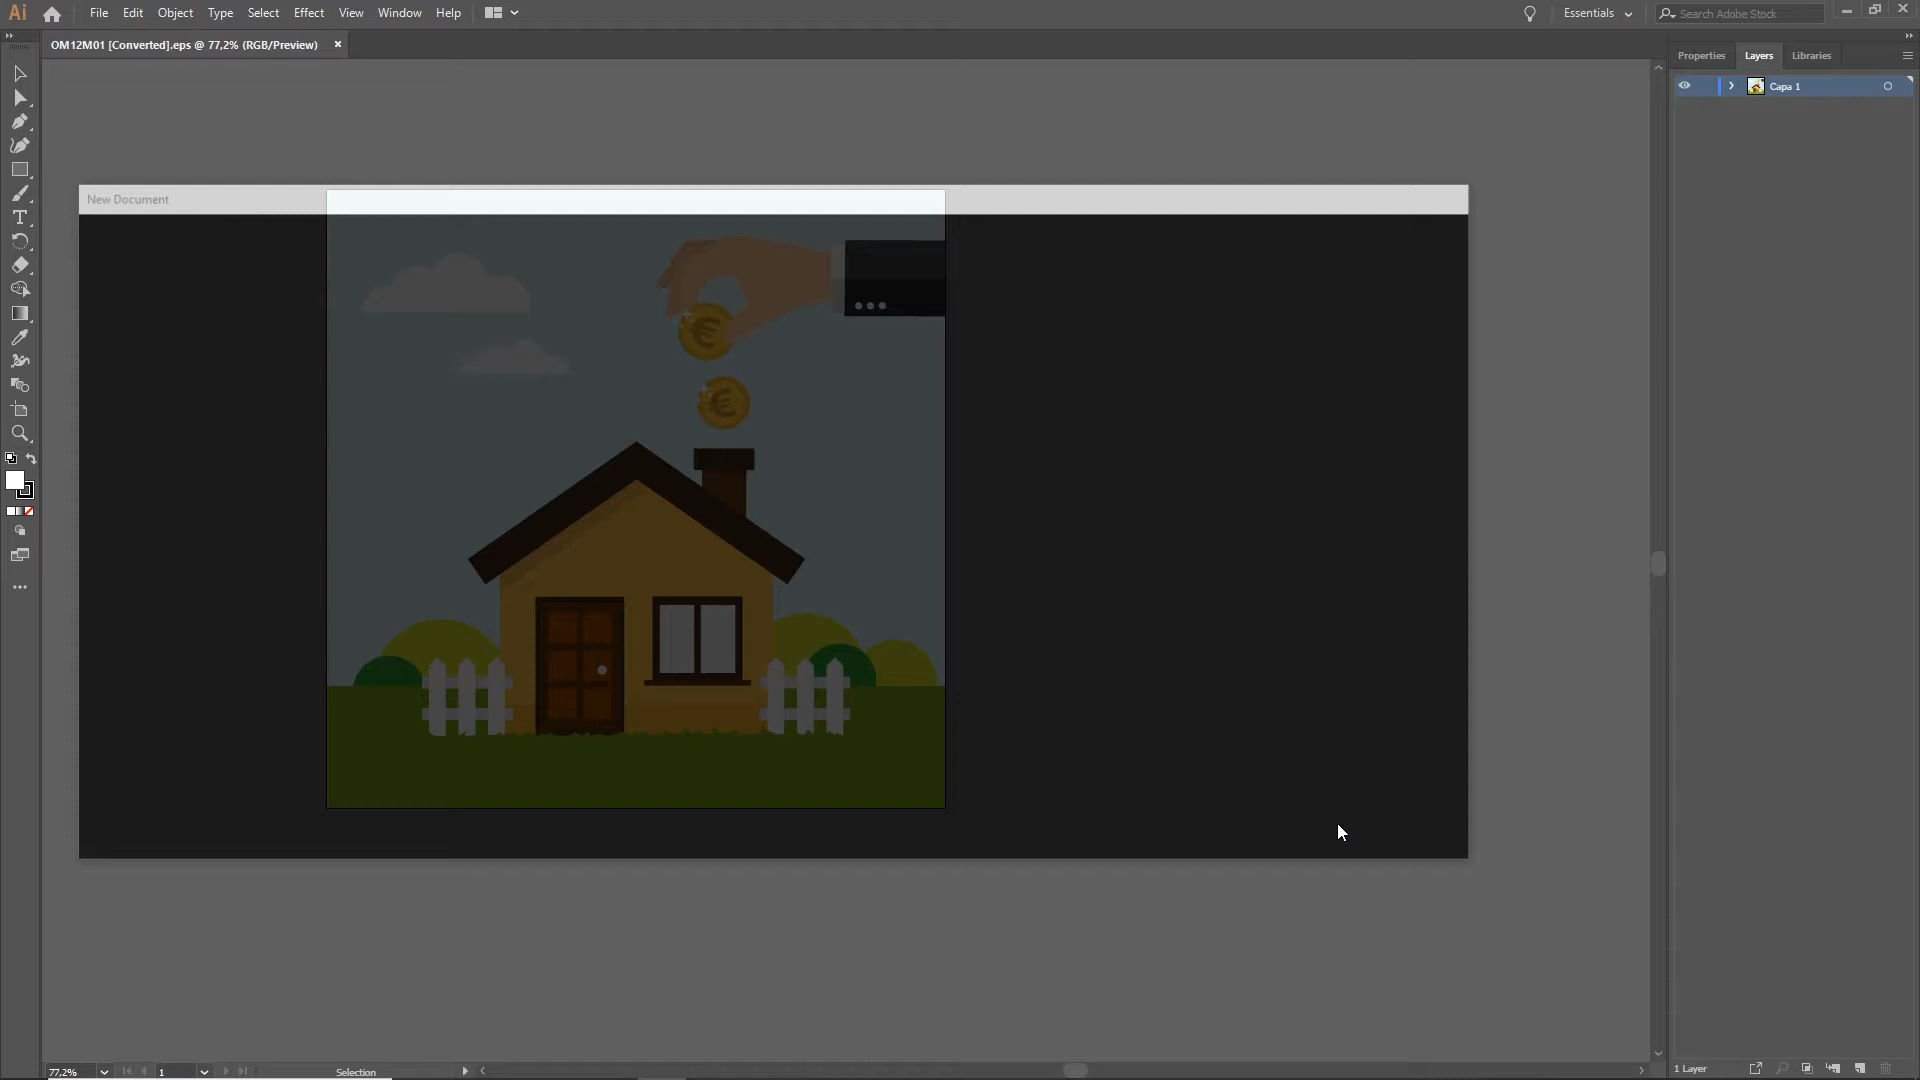 Ai File Edit Object Type Select Effect View Window Help Essentials Search Adobe Stock
OM12M01 [Converted].eps @ 77,2% (RGB/Preview) ×
Properties Layers Libraries
Capa 1
New Document
€
€
77,2% 1 Selection
1 Layer